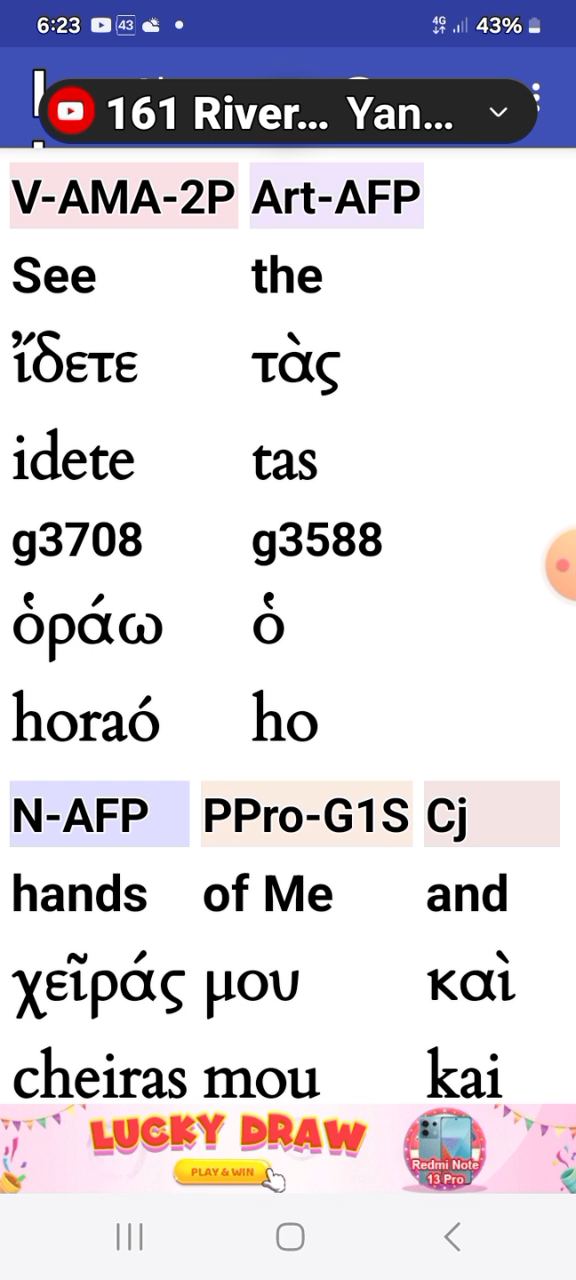 6:23 43 4G 43%
161 River... Yan...
V-AMA-2P Art-AFP
See the
ἴδετε τὰς
idete tas
g3708 g3588
ὁράω ὁ
horaó ho
N-AFP PPro-G1S Cj
hands of Me and
χεῖράς μου καὶ
cheiras mou kai
LUCKY DRAW
PLAY & WIN
Redmi Note
13 Pro